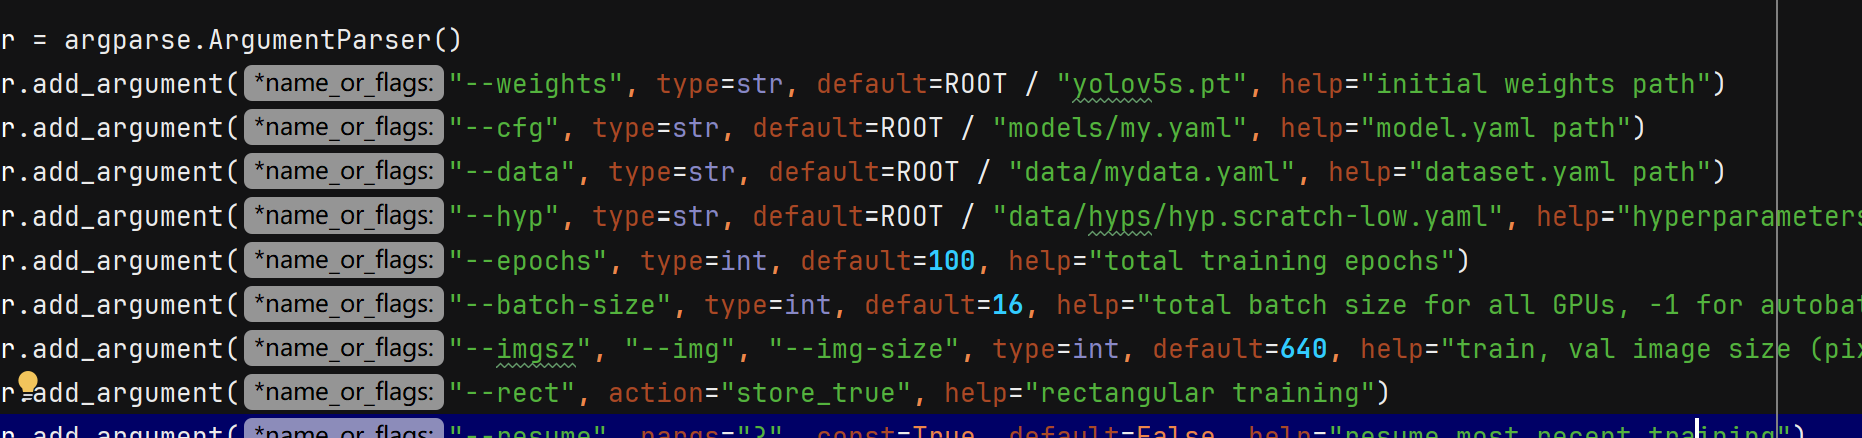 r = argparse.ArgumentParser()
r.add_argument(*name_or_flags: "--weights", type=str, default=ROOT / "yolov5s.pt", help="initial weights path")
r.add_argument(*name_or_flags: "--cfg", type=str, default=ROOT / "models/my.yaml", help="model.yaml path")
r.add_argument(*name_or_flags: "--data", type=str, default=ROOT / "data/mydata.yaml", help="dataset.yaml path")
r.add_argument(*name_or_flags: "--hyp", type=str, default=ROOT / "data/hyps/hyp.scratch-low.yaml", help="hyperparameters
r.add_argument(*name_or_flags: "--epochs", type=int, default=100, help="total training epochs")
r.add_argument(*name_or_flags: "--batch-size", type=int, default=16, help="total batch size for all GPUs, -1 for autobat
r.add_argument(*name_or_flags: "--imgsz", "--img", "--img-size", type=int, default=640, help="train, val image size (pix
r.add_argument(*name_or_flags: "--rect", action="store_true", help="rectangular training")
r.add_argument(*name_or_flags: "--resume", nargs="?", const=True, default=False, help="resume most recent training")